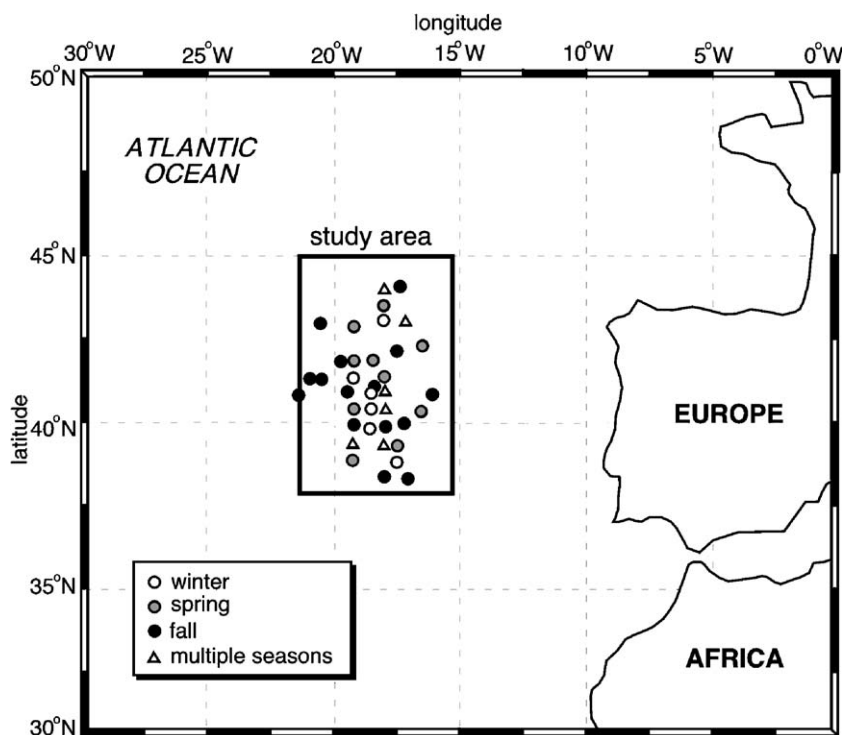 longitude
30°W 25°W 20°W 15°W 10°W 5°W 0°W
50°N
ATLANTIC
OCEAN
study area
45°N
latitude
40°N
EUROPE
winter
spring
fall
multiple seasons
35°N
AFRICA
30°N